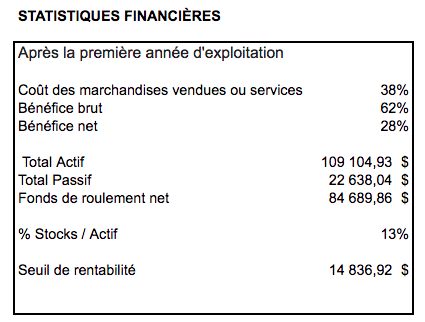 STATISTIQUES FINANCIÈRES
Après la première année d'exploitation
Coût des marchandises vendues ou services 38%
Bénéfice brut 62%
Bénéfice net 28%
Total Actif 109 104,93 $
Total Passif 22 638,04 $
Fonds de roulement net 84 689,86 $
% Stocks / Actif 13%
Seuil de rentabilité 14 836,92 $